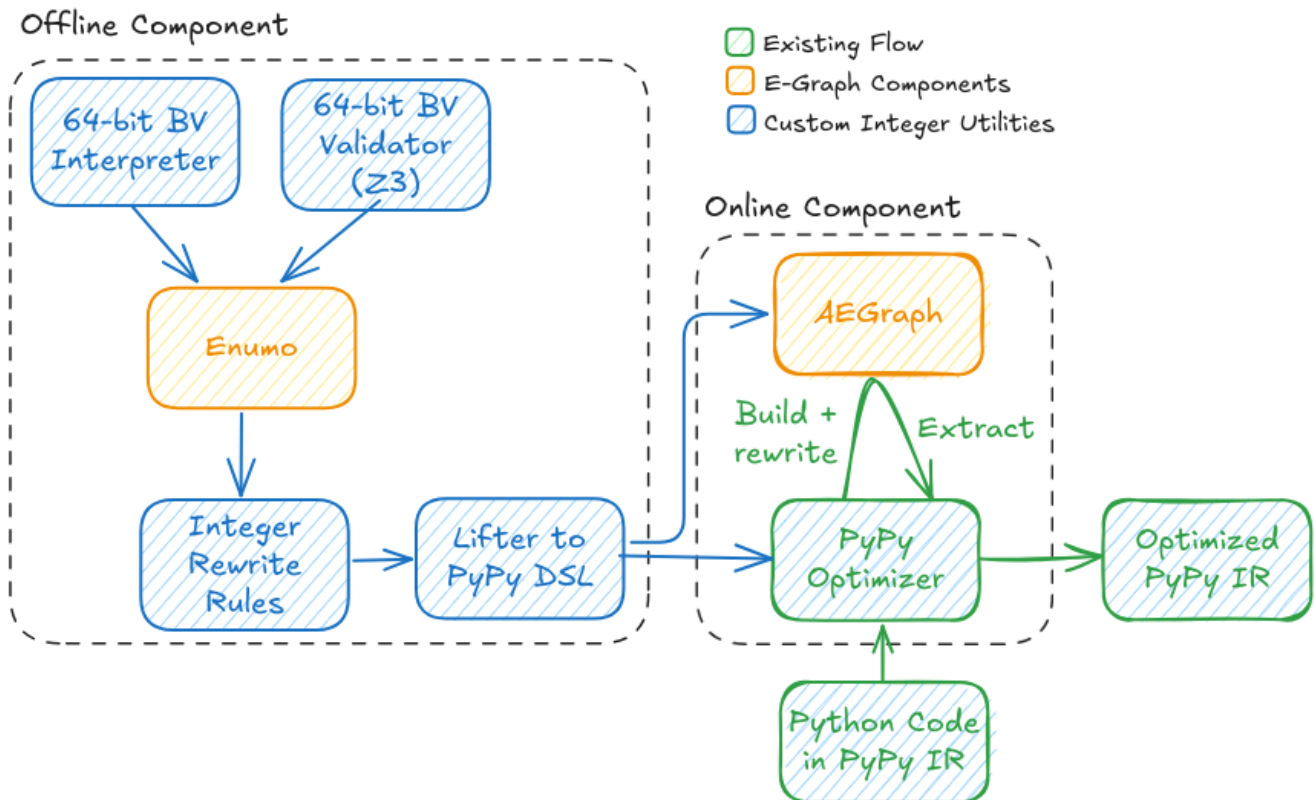 Offline Component
Existing Flow
E-Graph Components
Custom Integer Utilities
64-bit BV
Interpreter
64-bit BV
Validator
(Z3)
Online Component
Enumo
AEGraph
Build +
rewrite
Extract
Integer
Rewrite
Rules
Lifter to
PyPy DSL
PyPy
Optimizer
Optimized
PyPy IR
Python Code
in PyPy IR